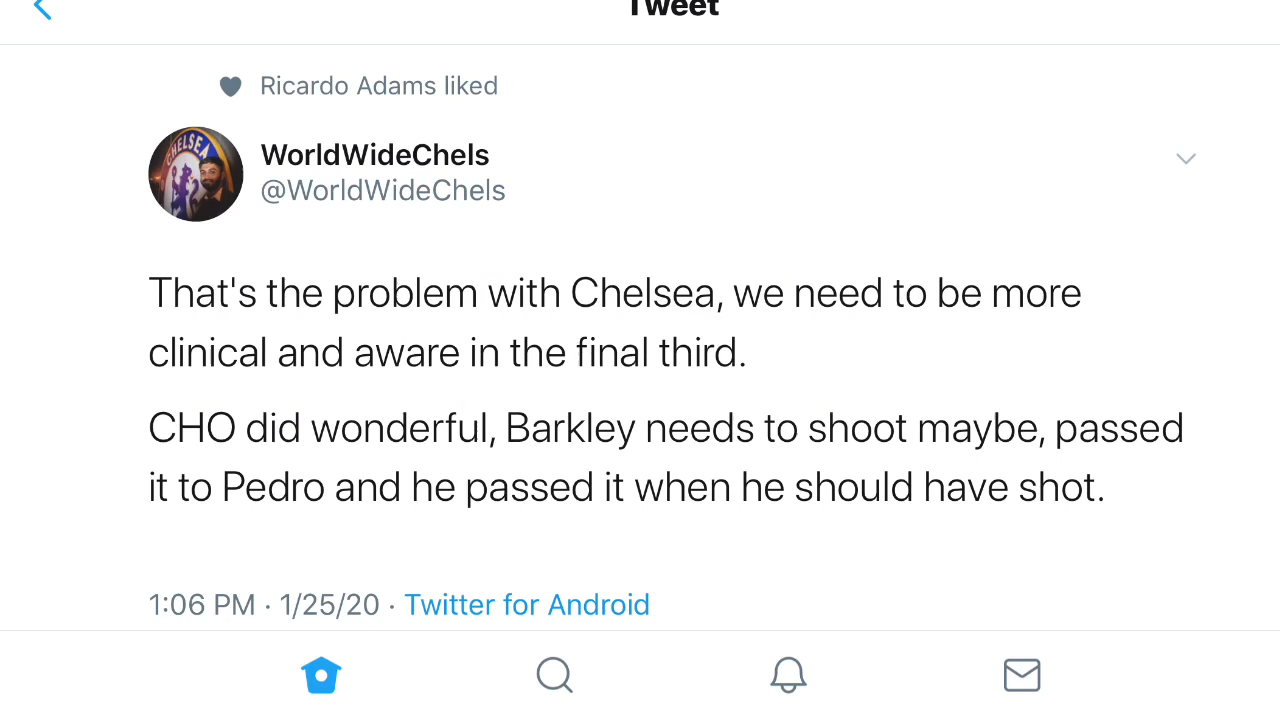 Tweet
Ricardo Adams liked
CHELSEA
WorldWideChels
@WorldWideChels
That's the problem with Chelsea, we need to be more
clinical and aware in the final third.
CHO did wonderful, Barkley needs to shoot maybe, passed
it to Pedro and he passed it when he should have shot.
1:06 PM · 1/25/20 · Twitter for Android